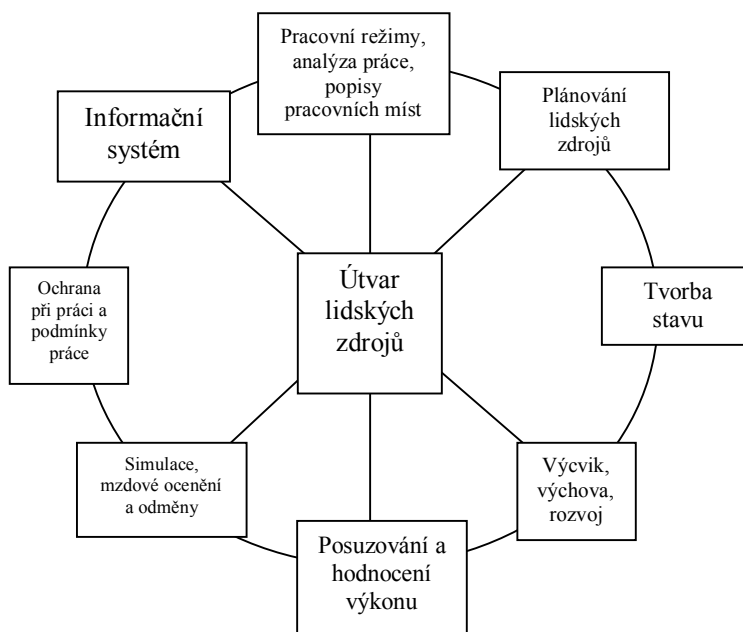 Pracovní režimy,
analýza práce,
popisy
pracovních míst
Plánování
lidských
zdrojů
Informační
systém
Útvar
lidských
zdrojů
Tvorba
stavu
Ochrana
při práci a
podmínky
práce
Simulace,
mzdové ocenění
a odměny
Výcvik,
výchova,
rozvoj
Posuzování a
hodnocení
výkonu